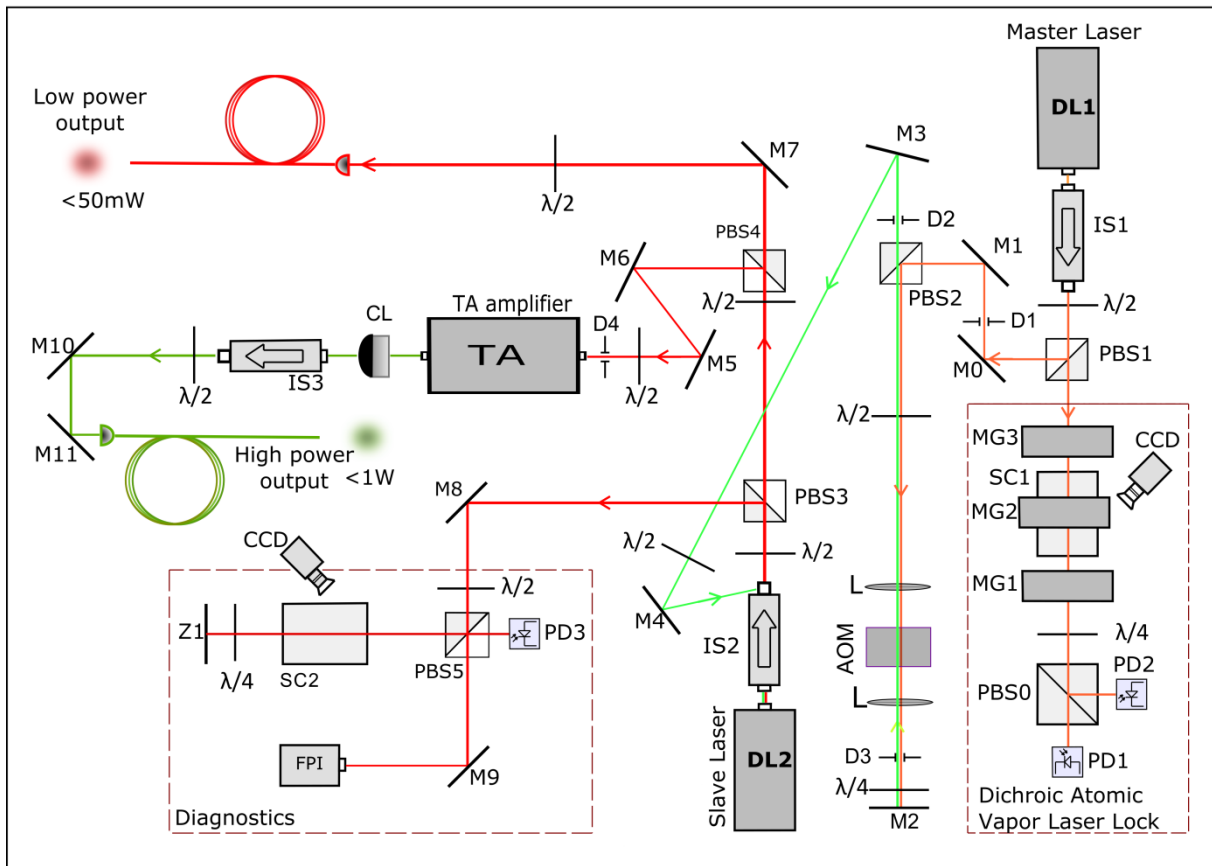 Master Laser
DL1
IS1
λ/2
PBS1
M1
D1
M0
M3
D2
PBS2
λ/2
L
AOM
L
D3
λ/4
M2
MG3
CCD
SC1
MG2
MG1
λ/4
PD2
PBS0
PD1
Dichroic Atomic
Vapor Laser Lock
Low power
output
<50mW
λ/2
M7
PBS4
λ/2
M6
TA amplifier
TA
D4
λ/2
M5
CL
IS3
λ/2
M10
M11
High power
output
<1W
M8
PBS3
λ/2
λ/2
M4
IS2
Slave Laser
DL2
CCD
λ/2
Z1
λ/4
SC2
PBS5
PD3
FPI
M9
Diagnostics